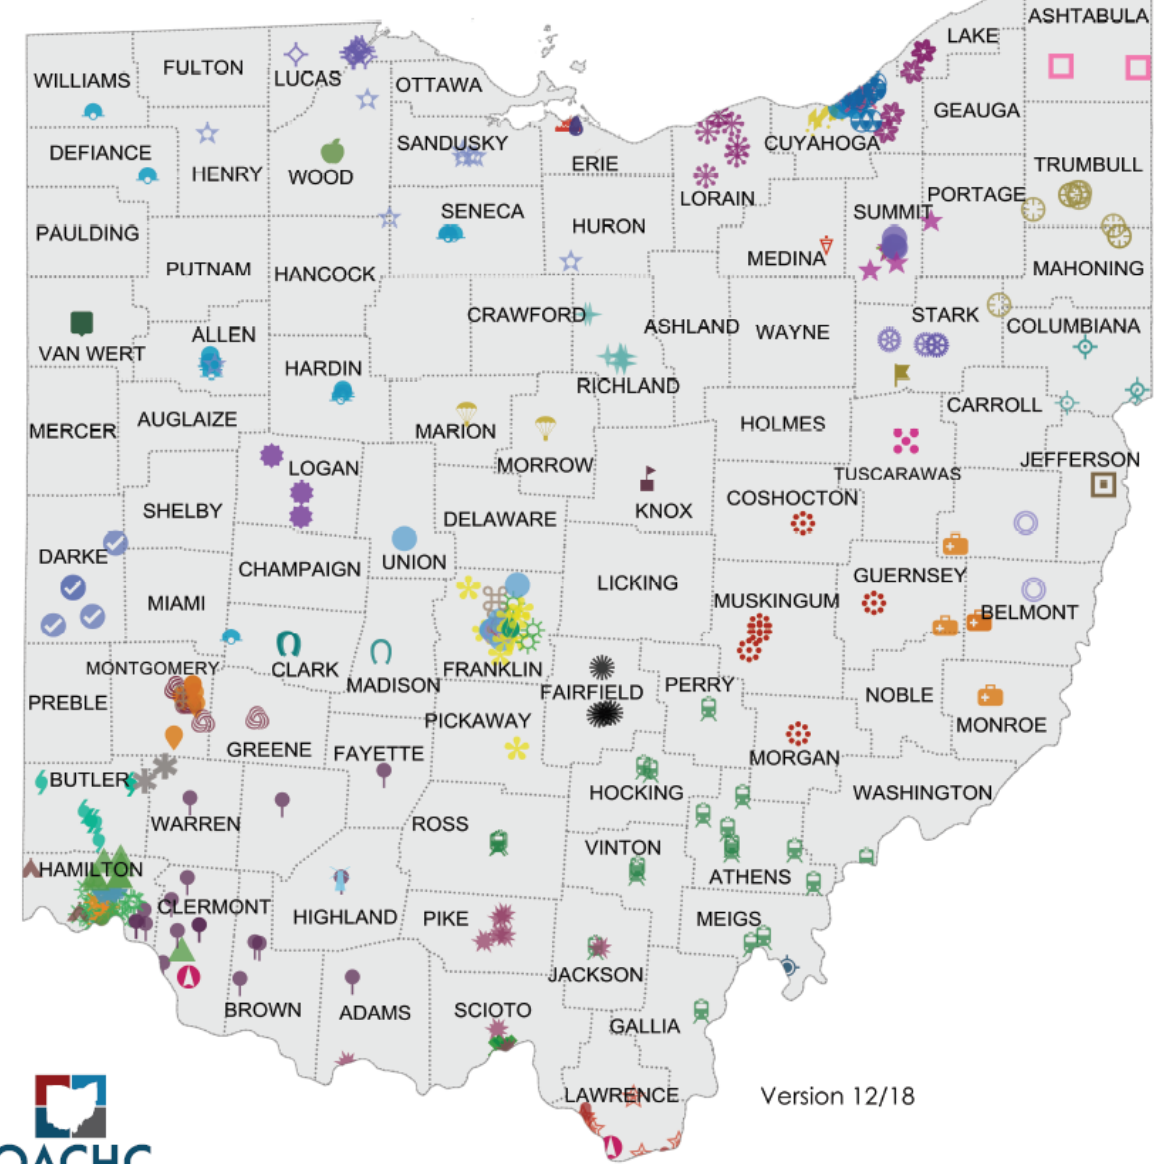 ASHTABULA
LAKE
FULTON
LUCAS
WILLIAMS
OTTAWA
GEAUGA
SANDUSKY
CUYAHOGA
DEFIANCE
ERIE
TRUMBULL
HENRY
WOOD
LORAIN
PORTAGE
SENECA
SUMMIT
HURON
PAULDING
MEDINA
PUTNAM
HANCOCK
MAHONING
CRAWFORD
STARK
ASHLAND
COLUMBIANA
WAYNE
ALLEN
VAN WERT
HARDIN
RICHLAND
CARROLL
AUGLAIZE
HOLMES
MERCER
MARION
JEFFERSON
MORROW
LOGAN
TUSCARAWAS
COSHOCTON
SHELBY
KNOX
DELAWARE
DARKE
UNION
CHAMPAIGN
GUERNSEY
LICKING
MIAMI
MUSKINGUM
BELMONT
MONTGOMERY
CLARK
FRANKLIN
MADISON
PERRY
FAIRFIELD
NOBLE
PREBLE
PICKAWAY
MONROE
GREENE
FAYETTE
MORGAN
BUTLER
HOCKING
WASHINGTON
WARREN
ROSS
VINTON
HAMILTON
ATHENS
CLERMONT
HIGHLAND
PIKE
MEIGS
JACKSON
BROWN
ADAMS
SCIOTO
GALLIA
LAWRENCE
Version 12/18
OACHC